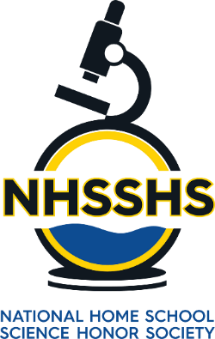 NHSSHS
NATIONAL HOME SCHOOL
SCIENCE HONOR SOCIETY